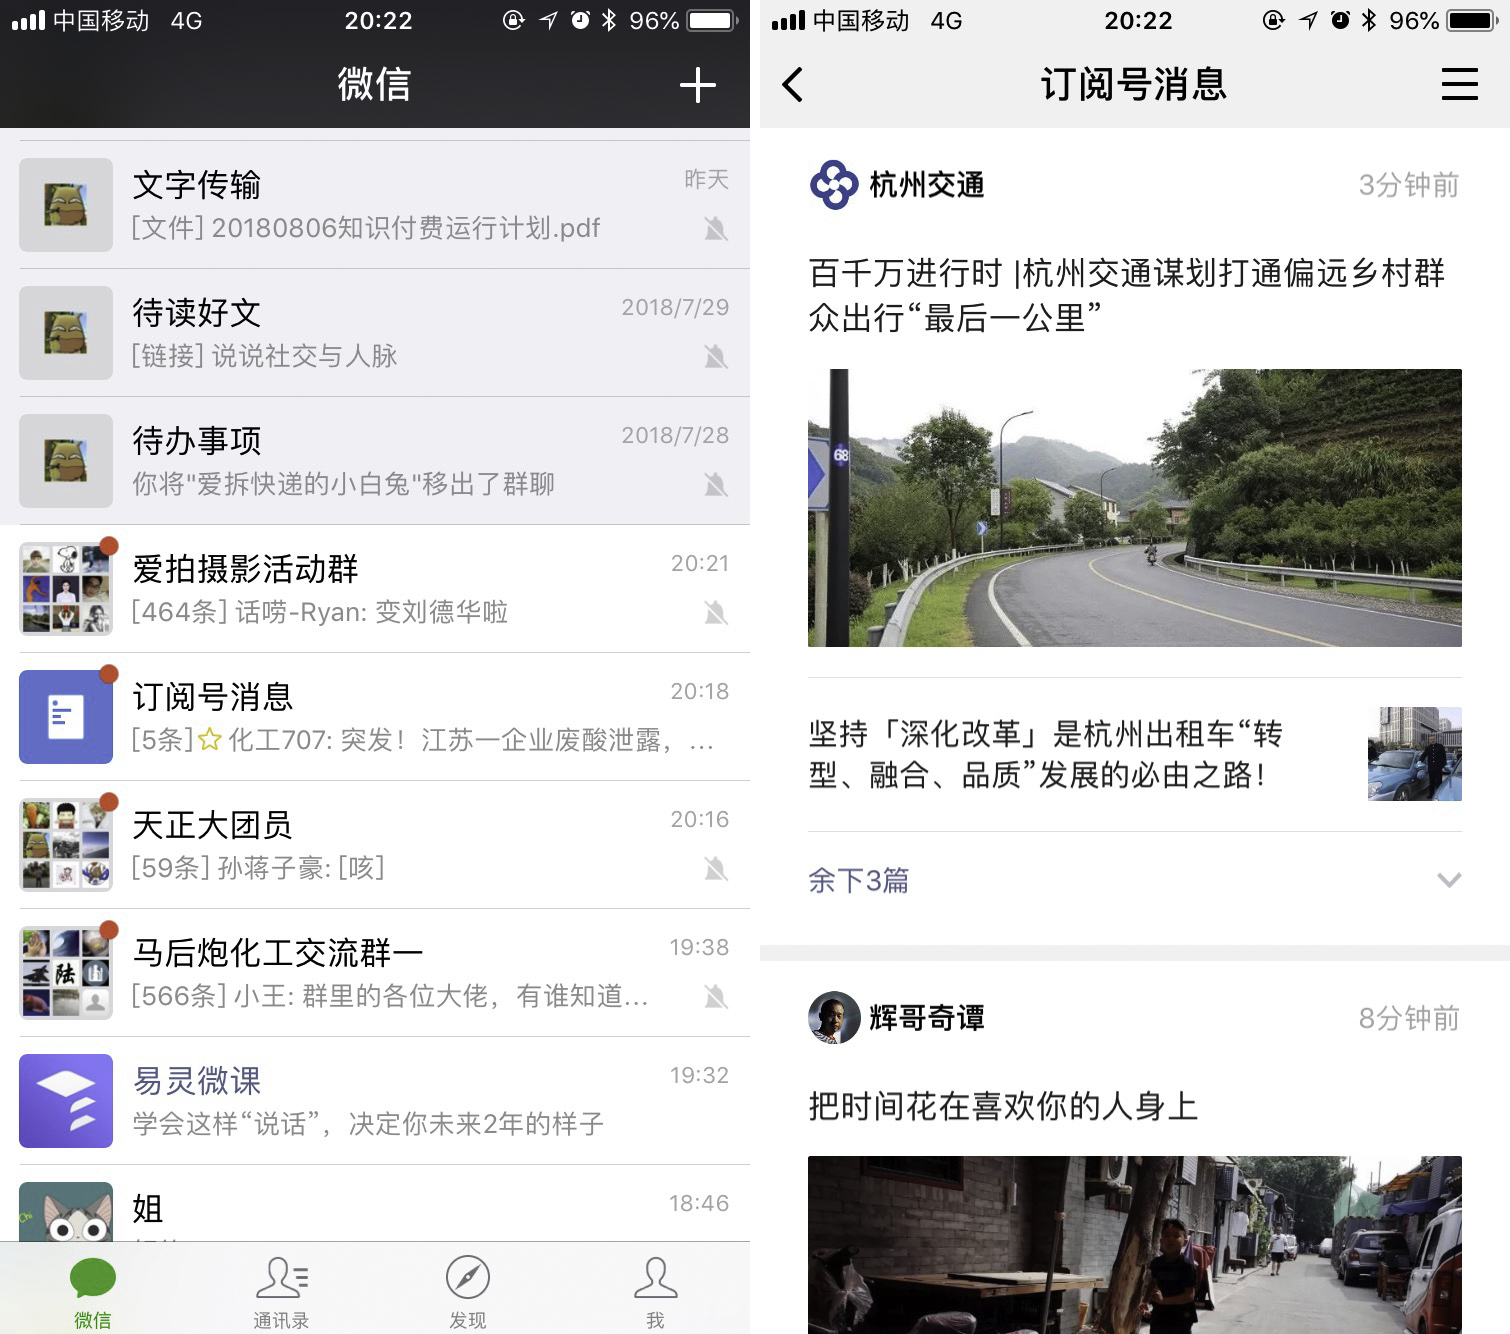 中国移动 4G 20:22 96%
微信
文字传输 昨天
[文件] 20180806知识付费运行计划.pdf
待读好文 2018/7/29
[链接] 说说社交与人脉
待办事项 2018/7/28
你将"爱拆快递的小白兔"移出了群聊
爱拍摄影活动群 20:21
[464条] 话唠-Ryan: 变刘德华啦
订阅号消息 20:18
[5条]☆ 化工707: 突发！江苏一企业废酸泄露，...
天正大团员 20:16
[59条] 孙蒋子豪: [咳]
陆
马后炮化工交流群一 19:38
[566条] 小王: 群里的各位大佬，有谁知道...
易灵微课 19:32
学会这样“说话”，决定你未来2年的样子
姐 18:46
微信 通讯录 发现 我
中国移动 4G 20:22 96%
订阅号消息
杭州交通 3分钟前
百千万进行时 |杭州交通谋划打通偏远乡村群
众出行“最后一公里”
68
坚持「深化改革」是杭州出租车“转
型、融合、品质”发展的必由之路！
余下3篇
辉哥奇谭 8分钟前
把时间花在喜欢你的人身上